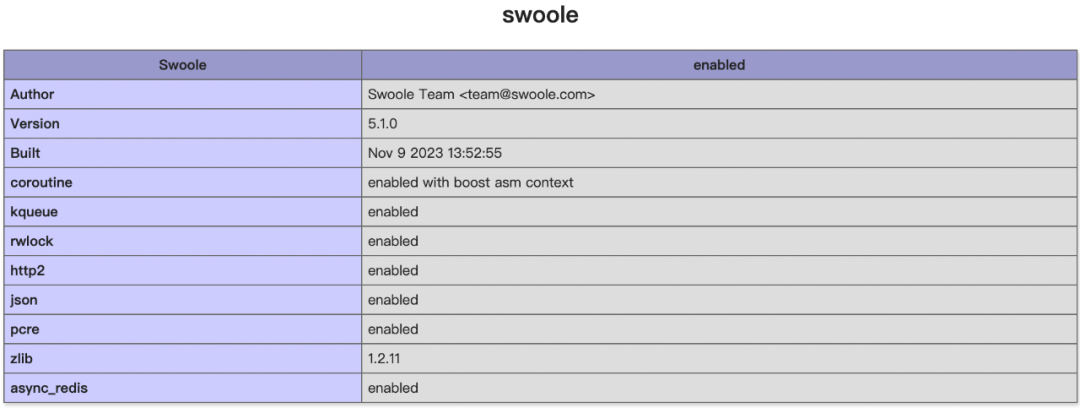 swoole
Swoole enabled
Author Swoole Team <team@swoole.com>
Version 5.1.0
Built Nov 9 2023 13:52:55
coroutine enabled with boost asm context
kqueue enabled
rwlock enabled
http2 enabled
json enabled
pcre enabled
zlib 1.2.11
async_redis enabled